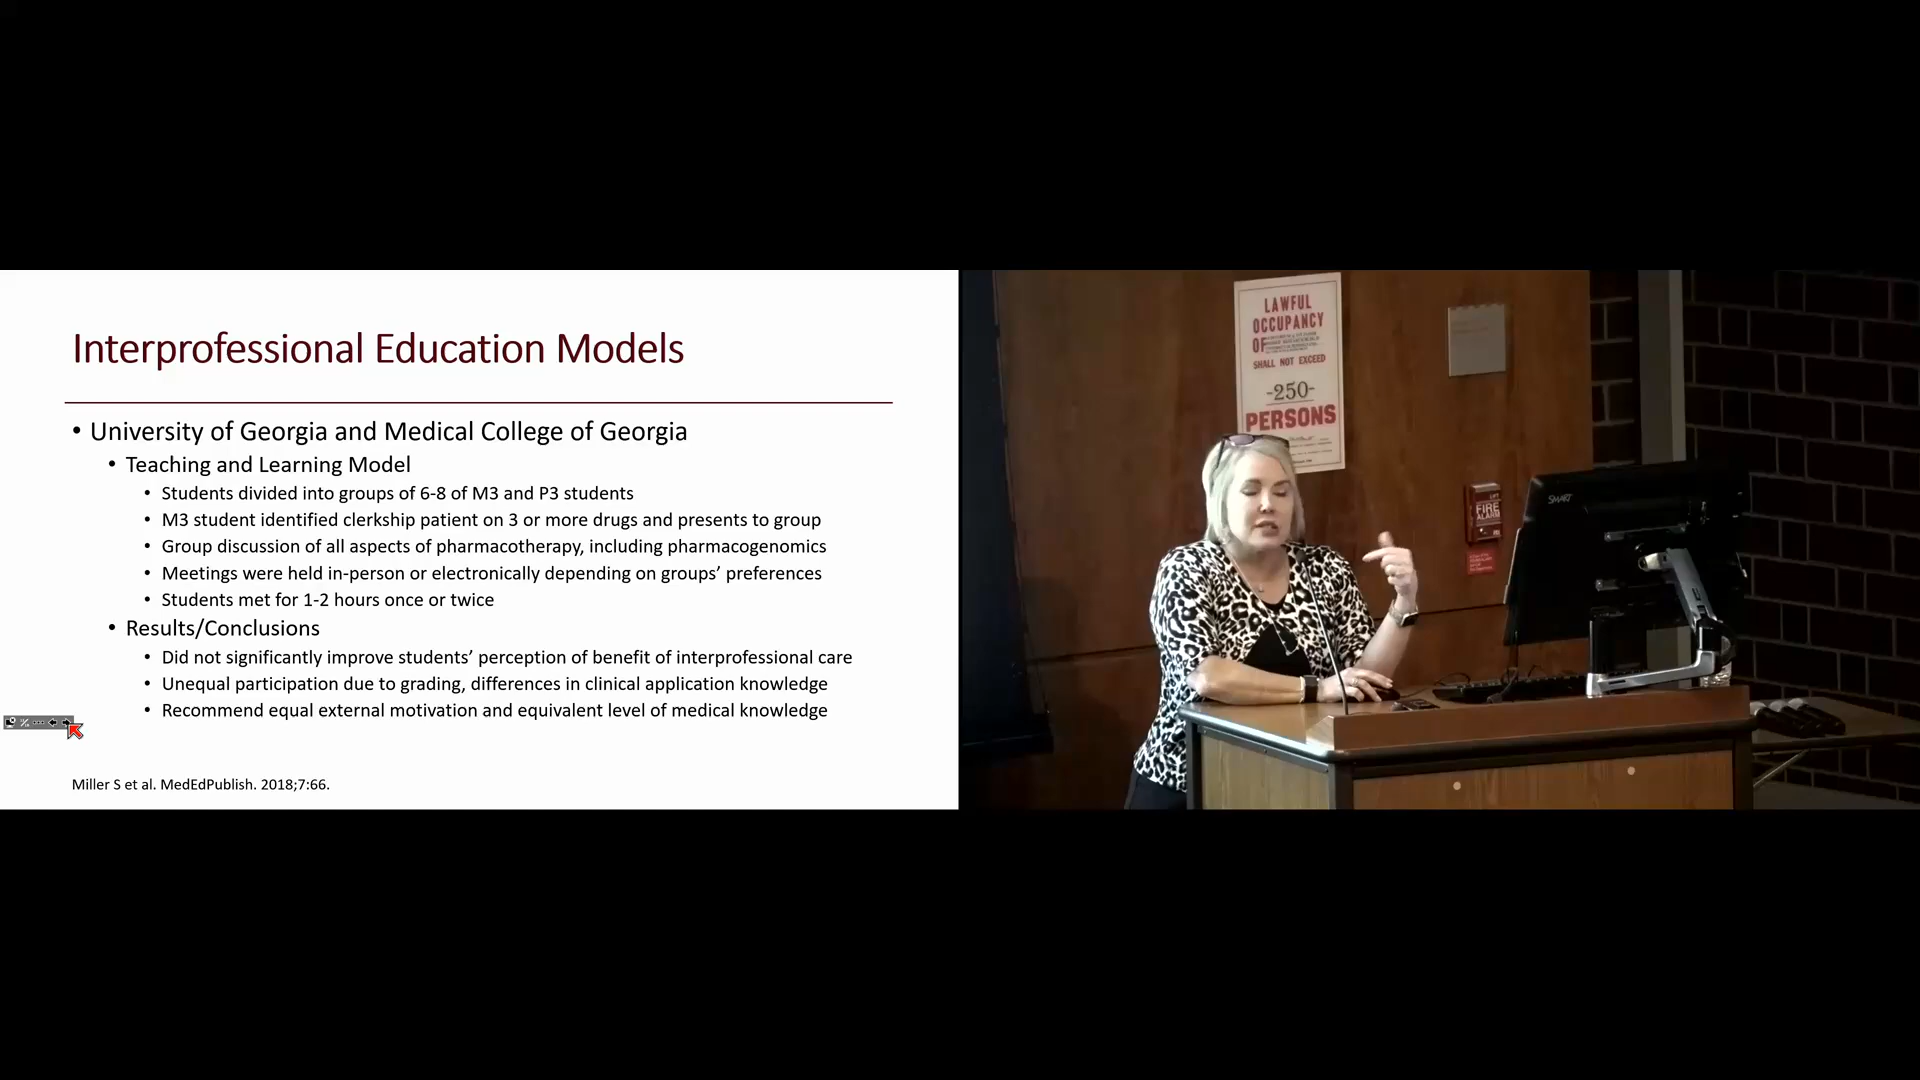 Interprofessional Education Models
• University of Georgia and Medical College of Georgia
• Teaching and Learning Model
• Students divided into groups of 6-8 of M3 and P3 students
• M3 student identified clerkship patient on 3 or more drugs and presents to group
• Group discussion of all aspects of pharmacotherapy, including pharmacogenomics
• Meetings were held in-person or electronically depending on groups’ preferences
• Students met for 1-2 hours once or twice
• Results/Conclusions
• Did not significantly improve students’ perception of benefit of interprofessional care
• Unequal participation due to grading, differences in clinical application knowledge
• Recommend equal external motivation and equivalent level of medical knowledge
Miller S et al. MedEdPublish. 2018;7:66.
LAWFUL
OCCUPANCY
OF
SHALL NOT EXCEED
-250-
PERSONS
SMART
FIRE
ALARM